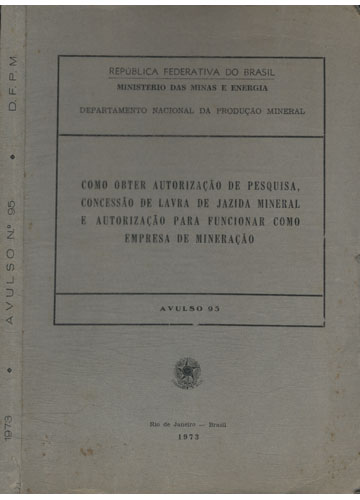 REPÚBLICA FEDERATIVA DO BRASIL
MINISTERIO DAS MINAS E ENERGIA
DEPARTAMENTO NACIONAL DA PRODUÇÃO MINERAL
COMO OBTER AUTORIZAÇÃO DE PESQUISA,
CONCESSÃO DE LAVRA DE JAZIDA MINERAL
E AUTORIZAÇÃO PARA FUNCIONAR COMO
EMPRESA DE MINERAÇÃO
AVULSO 95
Rio de Janeiro — Brasil
1973
1973 ◆ AVULSO Nº 95 ◆ D.F.P.M.